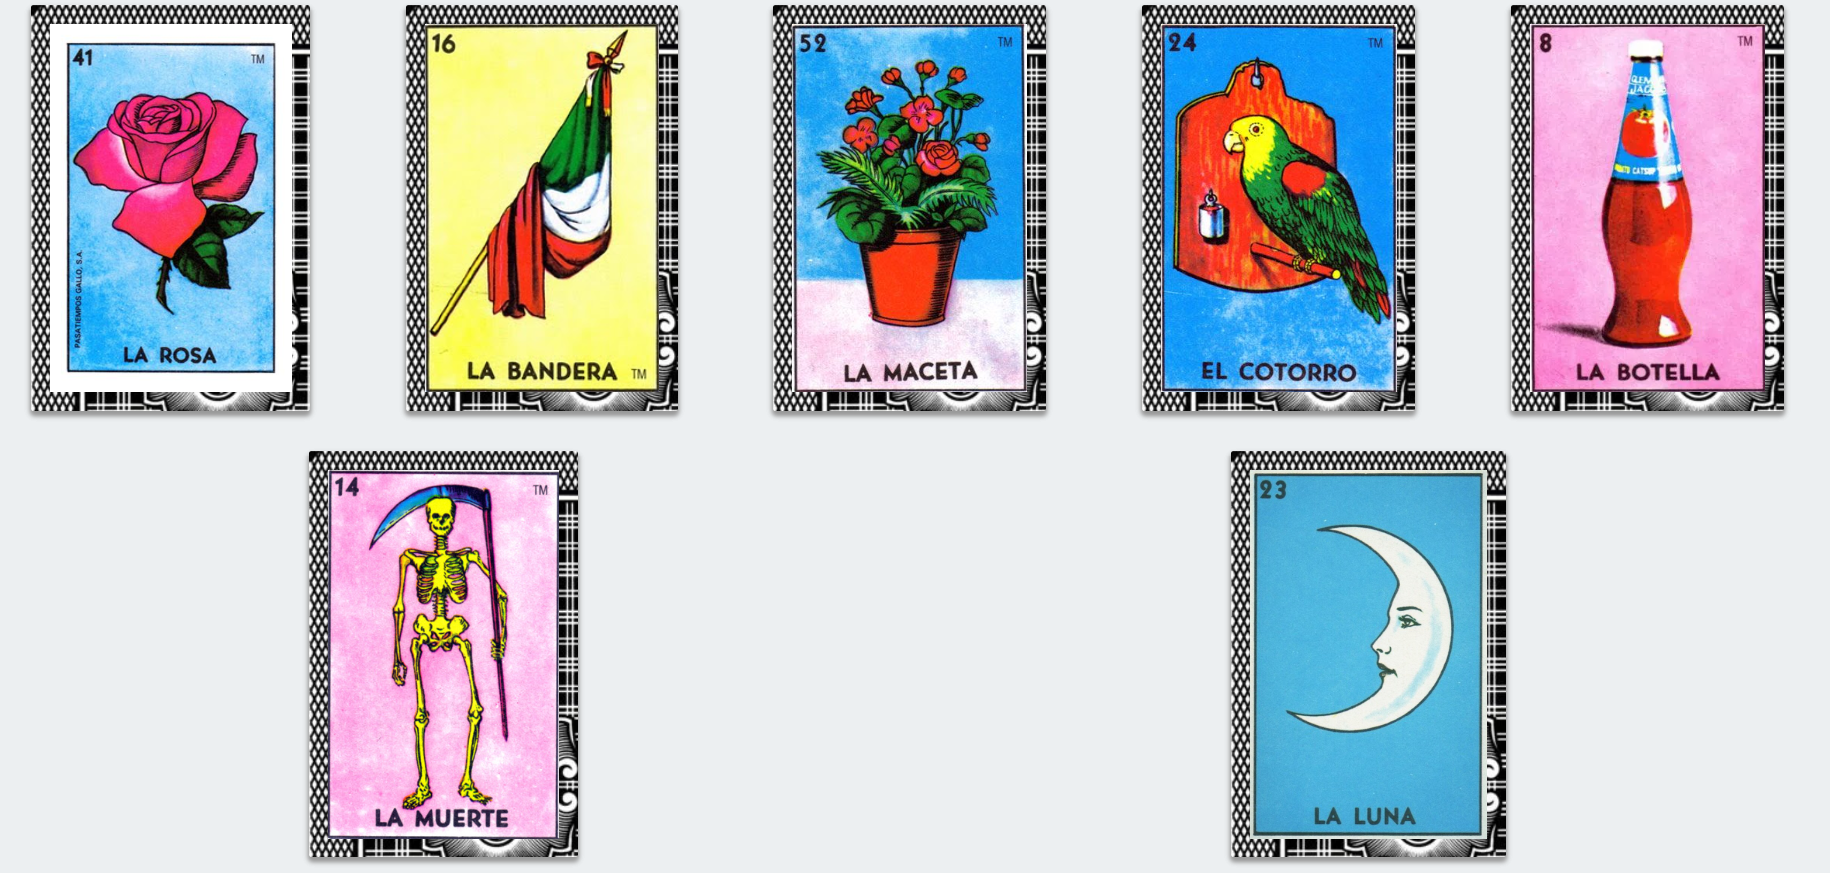 41
TM
PASATIEMPOS GALLO, S.A.
LA ROSA
16
LA BANDERA TM
52
TM
LA MACETA
24
TM
EL COTORRO
8
TM
CATSUP
LA BOTELLA
14
TM
LA MUERTE
23
LA LUNA